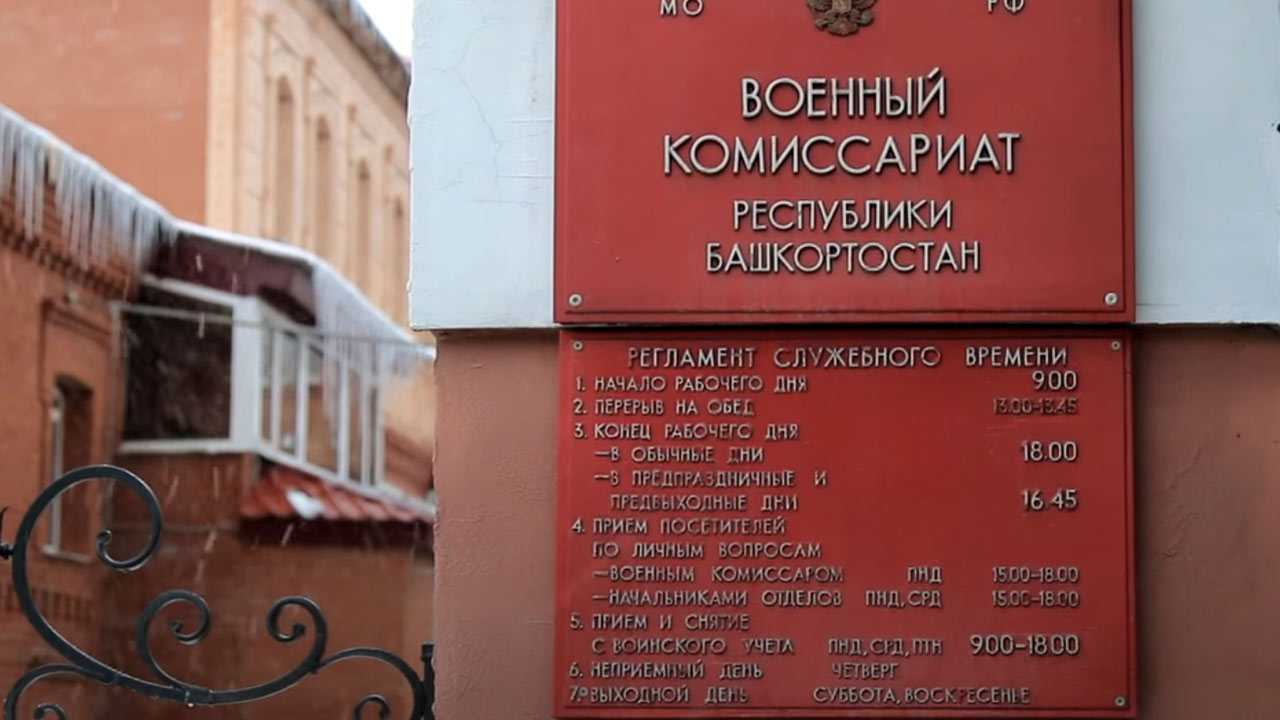 МО РФ
ВОЕННЫЙ
КОМИССАРИАТ
РЕСПУБЛИКИ
БАШКОРТОСТАН
РЕГЛАМЕНТ СЛУЖЕБНОГО ВРЕМЕНИ
1. НАЧАЛО РАБОЧЕГО ДНЯ 9.00
2. ПЕРЕРЫВ НА ОБЕД 13.00-13.45
3. КОНЕЦ РАБОЧЕГО ДНЯ
–В ОБЫЧНЫЕ ДНИ 18.00
–В ПРЕДПРАЗДНИЧНЫЕ И
ПРЕДВЫХОДНЫЕ ДНИ 16 45
4. ПРИЕМ ПОСЕТИТЕЛЕЙ
ПО ЛИЧНЫМ ВОПРОСАМ
–ВОЕННЫМ КОМИССАРОМ ПНД 15.00-18.00
–НАЧАЛЬНИКАМИ ОТДЕЛОВ ПНД, СРД 15.00-18.00
5. ПРИЕМ И СНЯТИЕ
С ВОИНСКОГО УЧЕТА ПНД, СРД, ПТН 9.00-18.00
6. НЕПРИЕМНЫЙ ДЕНЬ ЧЕТВЕРГ
7. ВЫХОДНОЙ ДЕНЬ СУББОТА, ВОСКРЕСЕНЬЕ